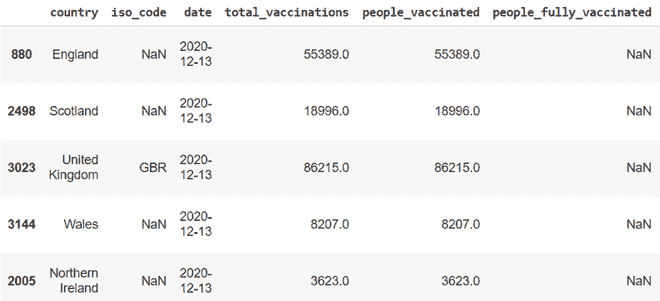 country iso_code date total_vaccinations people_vaccinated people_fully_vaccinated
880 England NaN 2020-12-13 55389.0 55389.0 NaN
2498 Scotland NaN 2020-12-13 18996.0 18996.0 NaN
3023 United Kingdom GBR 2020-12-13 86215.0 86215.0 NaN
3144 Wales NaN 2020-12-13 8207.0 8207.0 NaN
2005 Northern Ireland NaN 2020-12-13 3623.0 3623.0 NaN